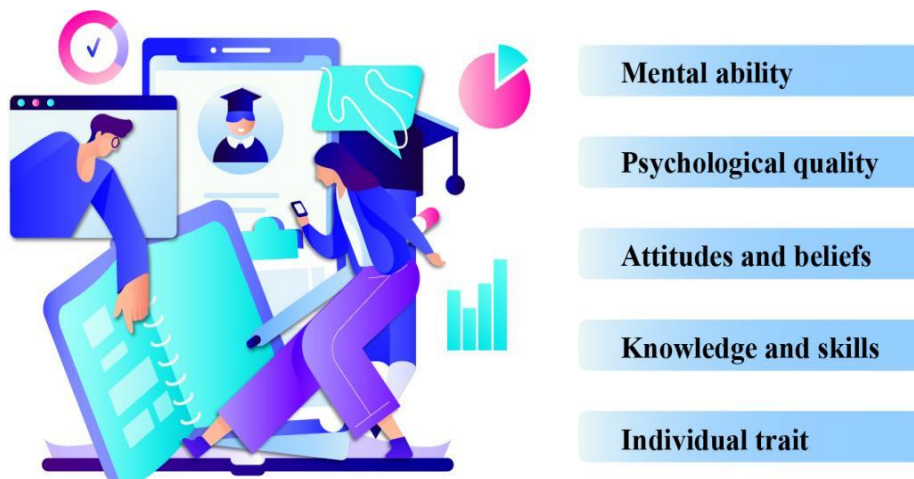 Mental ability
Psychological quality
Attitudes and beliefs
Knowledge and skills
Individual trait